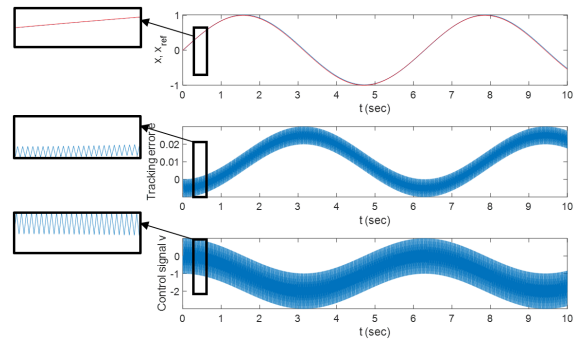 1
0
-1
x, x_ref
0 1 2 3 4 5 6 7 8 9 10
t (sec)
0.02
0.01
0
Tracking error e
0 1 2 3 4 5 6 7 8 9 10
t (sec)
0
-1
-2
Control signal v
0 1 2 3 4 5 6 7 8 9 10
t (sec)